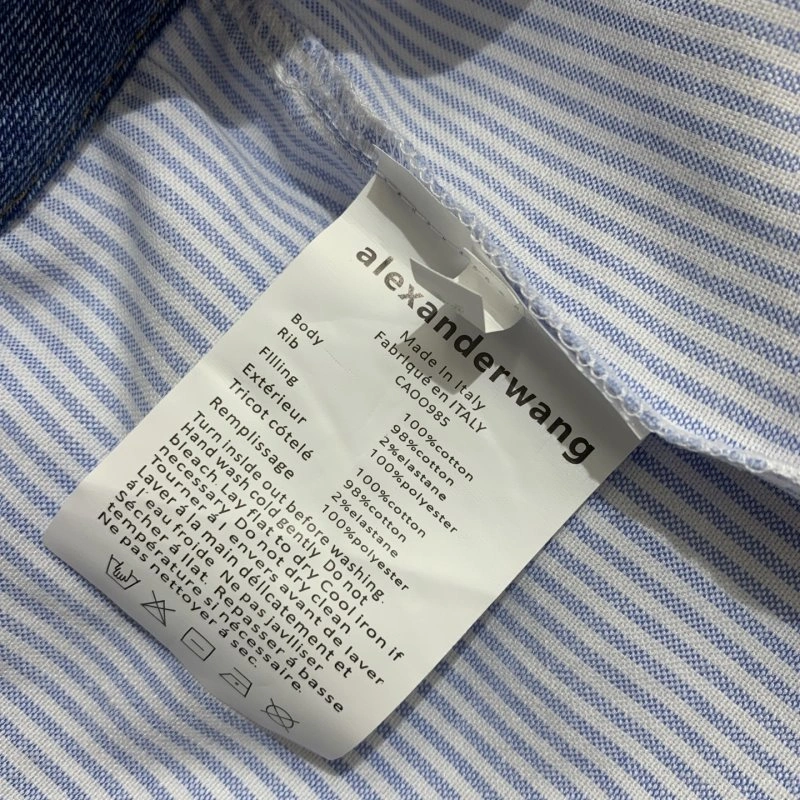 alexanderwang
Made In Italy
Fabriqué en ITALY
CAOO985
Body 100%cotton
Rib 98%cotton
2%elastane
Filling 100%polyester
Extérieur 100%cotton
Tricot côtelé 98%cotton
2%elastane
Remplissage 100%polyester
Turn inside out before washing.
Hand wash cold gently Do not
bleach. Lay flat to dry Cool iron if
necessary Do not dry clean
Tourner á l' envers avant de laver
Laver á la main délicatement et
á l'eau froide. Ne pas javlliser.
Sécher á llat. Repasser á basse
température si nécessaire.
Ne pas nettoyer á sec.